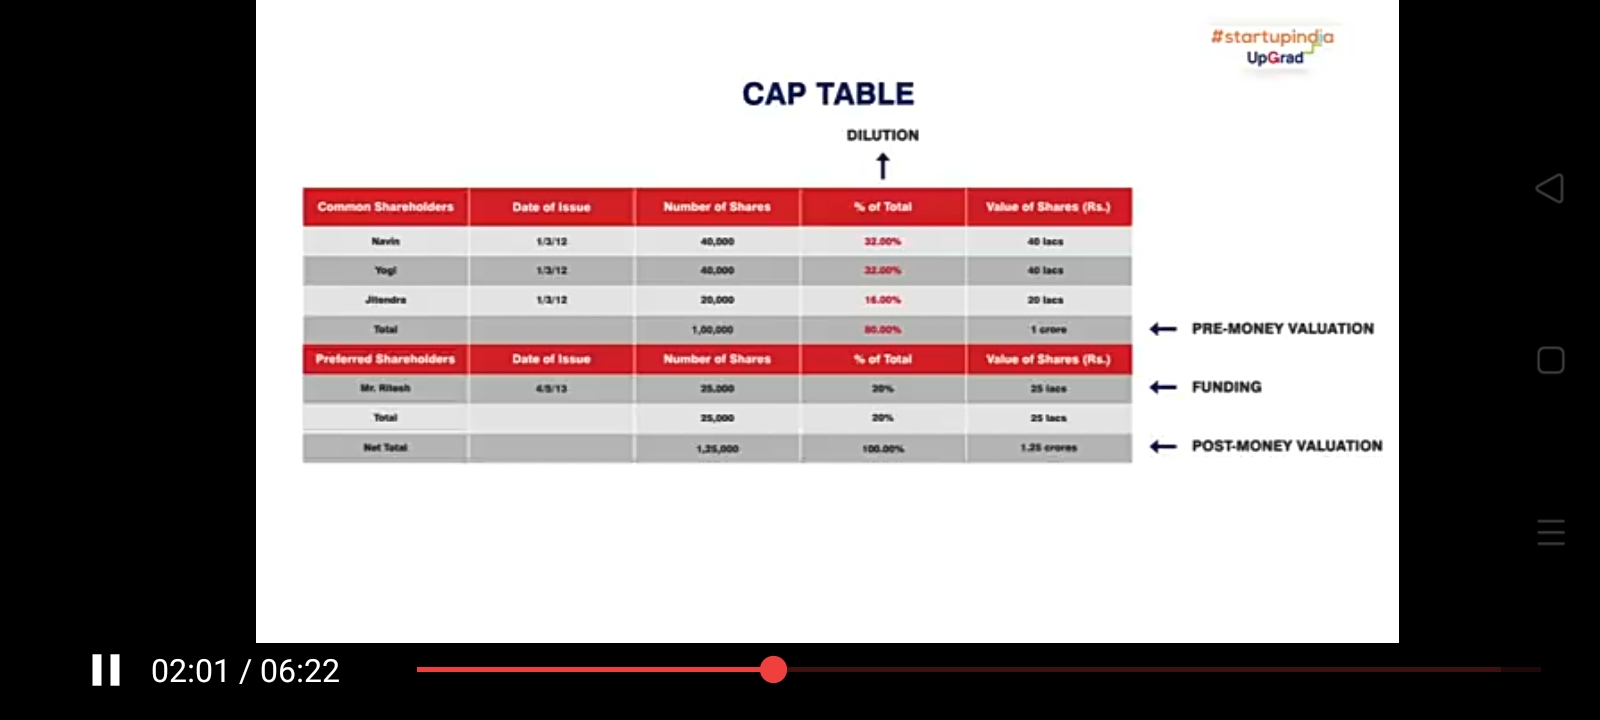 #startupindia
UpGrad
CAP TABLE
DILUTION
Common Shareholders Date of Issue Number of Shares % of Total Value of Shares (Rs.)
Navin 1/3/12 40,000 32.00% 40 lacs
Yogi 1/3/12 40,000 32.00% 40 lacs
Jitendra 1/3/12 20,000 16.00% 20 lacs
Total 1,00,000 80.00% 1 crore PRE-MONEY VALUATION
Preferred Shareholders Date of Issue Number of Shares % of Total Value of Shares (Rs.)
Mr. Ritesh 4/5/13 25,000 20% 25 lacs FUNDING
Total 25,000 20% 25 lacs
Net Total 1,25,000 100.00% 1.25 crores POST-MONEY VALUATION
02:01 / 06:22